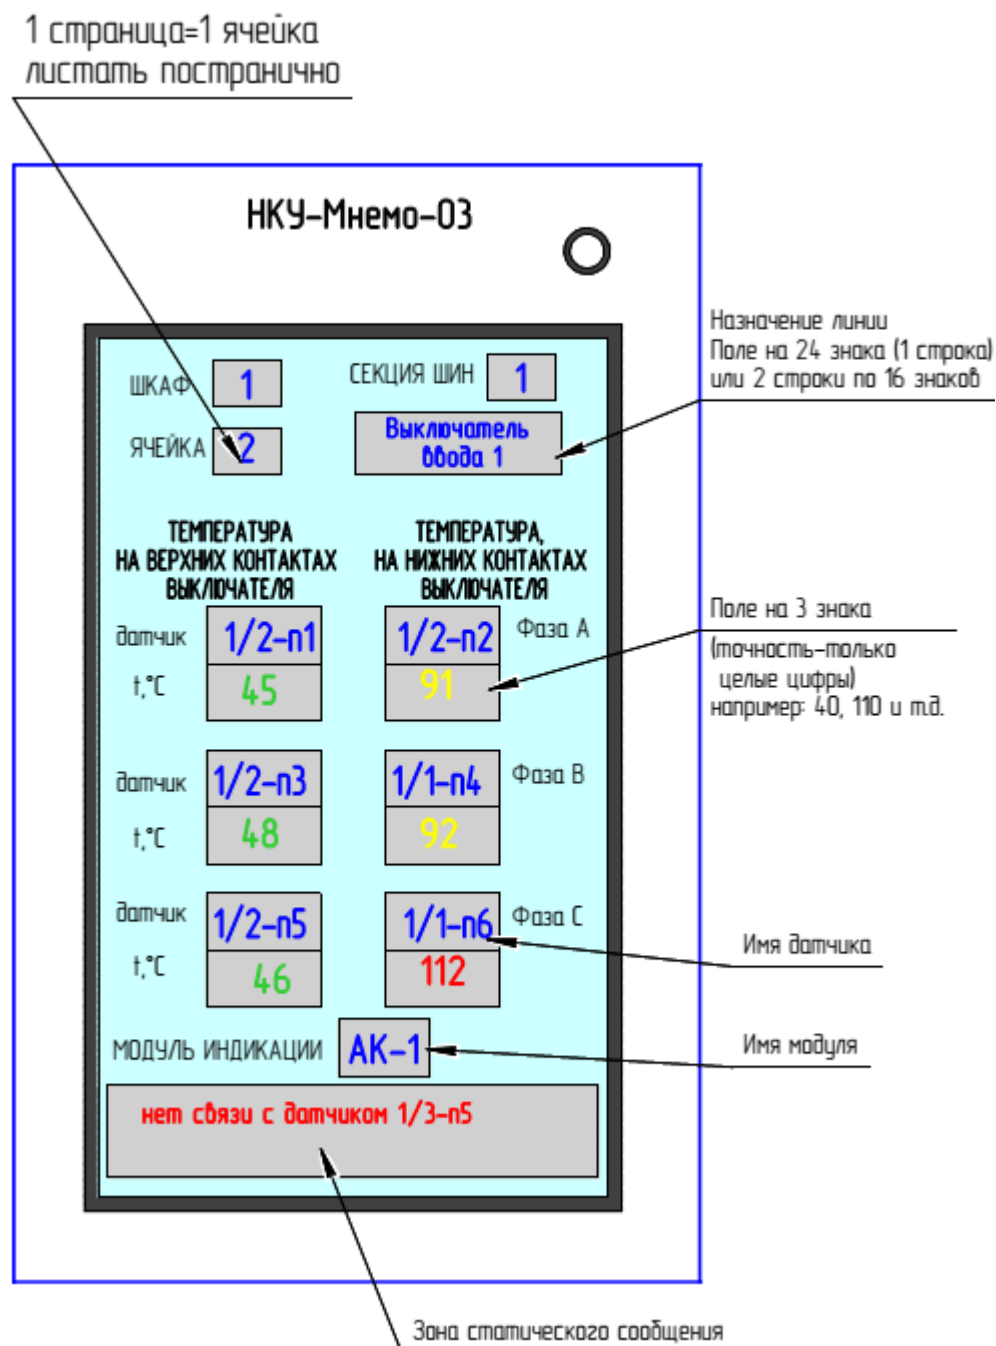 1 страница=1 ячейка
листать постранично
НКУ-Мнемо-03
ШКАФ 1
СЕКЦИЯ ШИН 1
ЯЧЕЙКА 2
Выключатель
ввода 1
Назначение линии
Поле на 24 знака (1 строка)
или 2 строки по 16 знаков
ТЕМПЕРАТУРА
НА ВЕРХНИХ КОНТАКТАХ
ВЫКЛЮЧАТЕЛЯ
ТЕМПЕРАТУРА,
НА НИЖНИХ КОНТАКТАХ
ВЫКЛЮЧАТЕЛЯ
датчик 1/2-п1 1/2-п2 Фаза А
t,°C 45 91
Поле на 3 знака
(точность-только
целые цифры)
например: 40, 110 и т.д.
датчик 1/2-п3 1/1-п4 Фаза В
t,°C 48 92
датчик 1/2-п5 1/1-п6 Фаза С
t,°C 46 112
Имя датчика
МОДУЛЬ ИНДИКАЦИИ АК-1
Имя модуля
нет связи с датчиком 1/3-п5
Зона статического сообщения